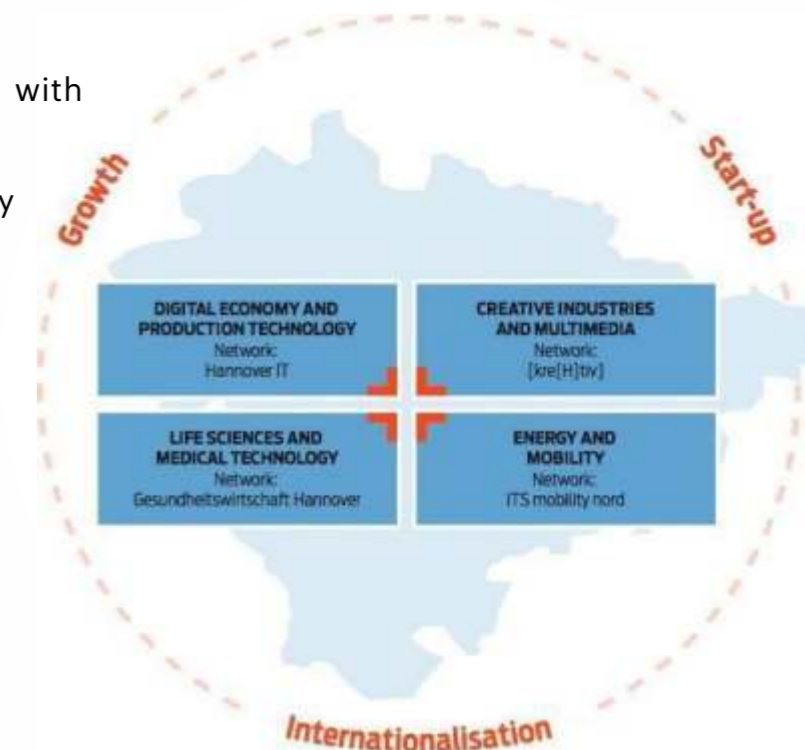 with
y
Growth
Start-up
DIGITAL ECONOMY AND
PRODUCTION TECHNOLOGY
Network:
Hannover IT
CREATIVE INDUSTRIES
AND MULTIMEDIA
Network:
[kre[H]tiv]
LIFE SCIENCES AND
MEDICAL TECHNOLOGY
Network:
Gesundheitswirtschaft Hannover
ENERGY AND
MOBILITY
Network:
ITS mobility nord
Internationalisation